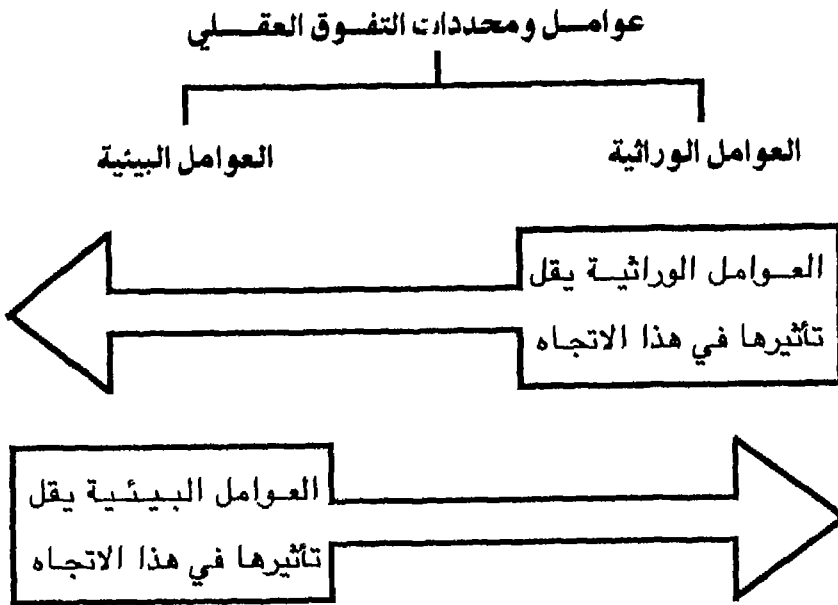 عوامل ومحددات التفوق العقلي
العوامل الوراثية
العوامل البيئية
العوامل الوراثية يقل
تأثيرها في هذا الاتجاه
العوامل البيئية يقل
تأثيرها في هذا الاتجاه